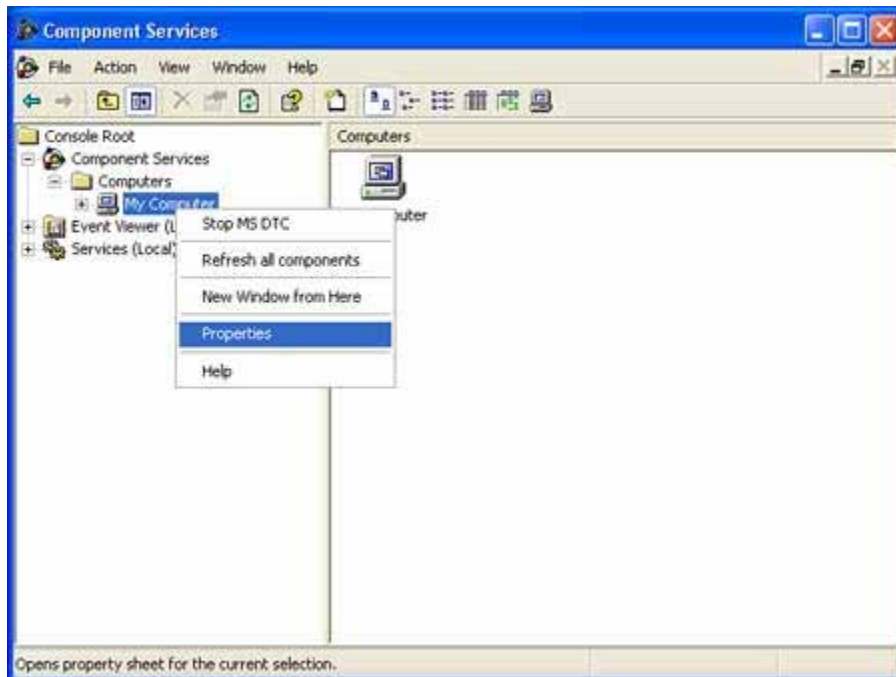 Component Services
File Action View Window Help
Console Root
Component Services
Computers
My Computer
Event Viewer (L
Services (Local)
Computers
puter
Stop MS DTC
Refresh all components
New Window from Here
Properties
Help
Opens property sheet for the current selection.